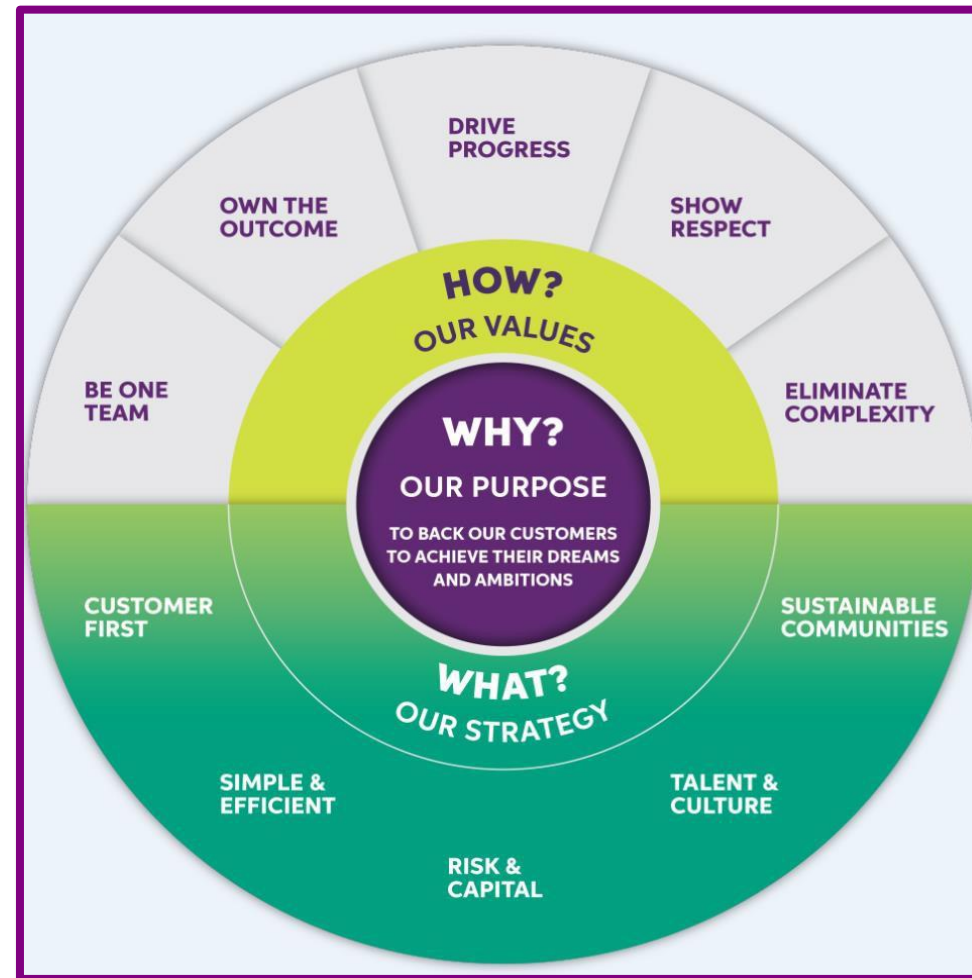 DRIVE
PROGRESS
OWN THE
OUTCOME
SHOW
RESPECT
BE ONE
TEAM
ELIMINATE
COMPLEXITY
HOW?
OUR VALUES
WHY?
OUR PURPOSE
TO BACK OUR CUSTOMERS
TO ACHIEVE THEIR DREAMS
AND AMBITIONS
WHAT?
OUR STRATEGY
CUSTOMER
FIRST
SUSTAINABLE
COMMUNITIES
SIMPLE &
EFFICIENT
TALENT &
CULTURE
RISK &
CAPITAL